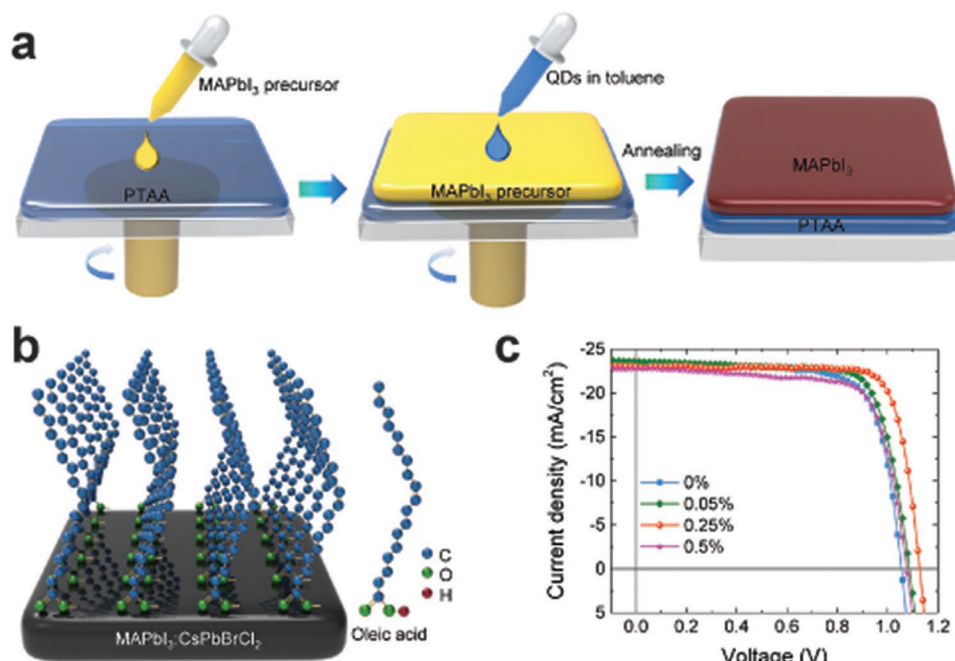 a
MAPbI₃ precursor
QDs in toluene
PTAA
MAPbI₃ precursor
Annealing
MAPbI₃
PTAA
b
C
O
H
Oleic acid
MAPbI₃:CsPbBrCl₂
c
Current density (mA/cm²)
-25
-20
-15
-10
-5
0
5
0%
0.05%
0.25%
0.5%
0.0 0.2 0.4 0.6 0.8 1.0 1.2
Voltage (V)